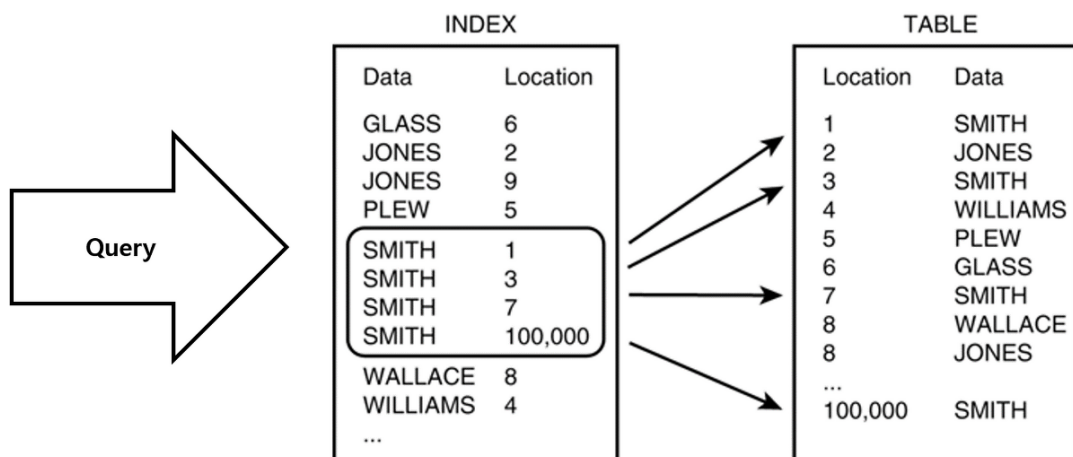 INDEX
TABLE
Query
Data Location
GLASS 6
JONES 2
JONES 9
PLEW 5
SMITH 1
SMITH 3
SMITH 7
SMITH 100,000
WALLACE 8
WILLIAMS 4
...
Location Data
1 SMITH
2 JONES
3 SMITH
4 WILLIAMS
5 PLEW
6 GLASS
7 SMITH
8 WALLACE
8 JONES
...
100,000 SMITH